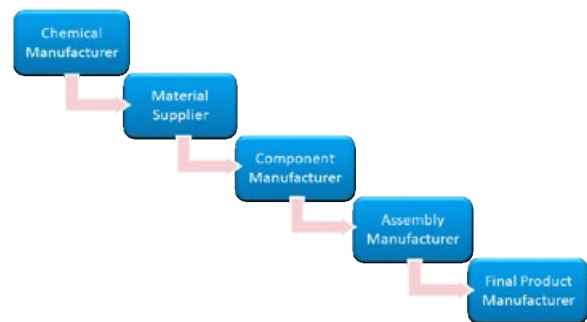 Chemical
Manufacturer
Material
Supplier
Component
Manufacturer
Assembly
Manufacturer
Final Product
Manufacturer